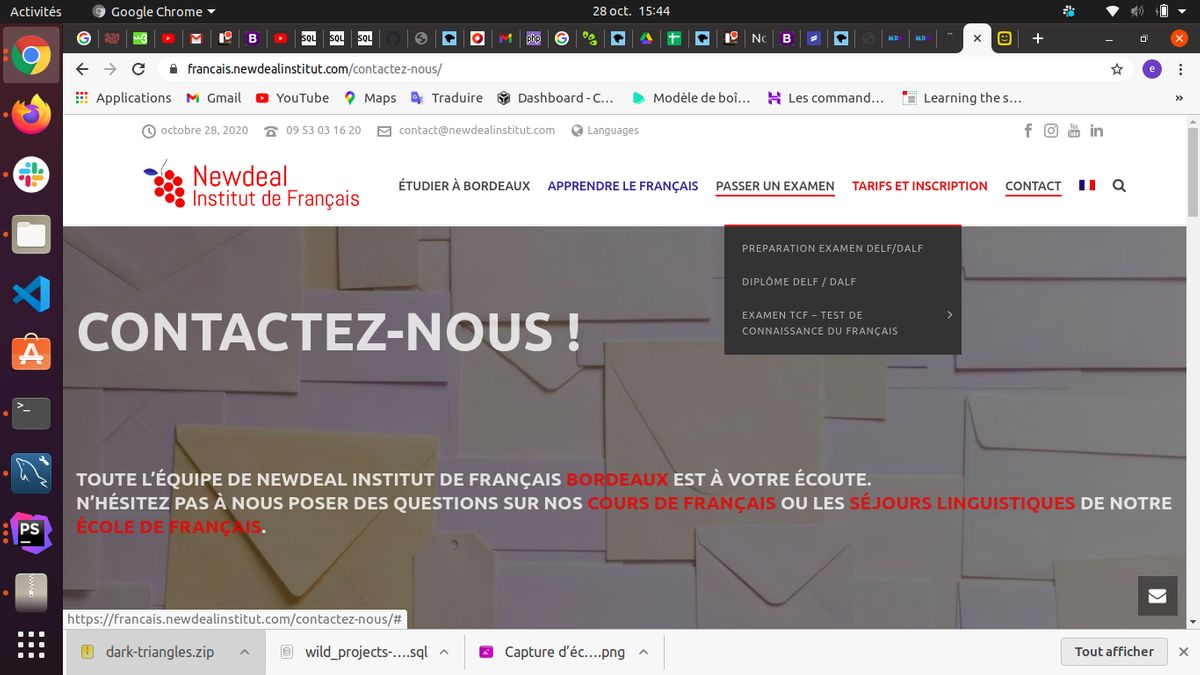 Activités
Google Chrome
28 oct. 15:44
francais.newdealinstitut.com/contactez-nous/
e
Applications
Gmail
YouTube
Maps
Traduire
Dashboard - C…
Modèle de boî…
Les command…
Learning the s…
»
octobre 28, 2020
09 53 03 16 20
contact@newdealinstitut.com
Languages
Newdeal
Institut de Français
ÉTUDIER À BORDEAUX
APPRENDRE LE FRANÇAIS
PASSER UN EXAMEN
TARIFS ET INSCRIPTION
CONTACT
PREPARATION EXAMEN DELF/DALF
DIPLÔME DELF / DALF
EXAMEN TCF – TEST DE
CONNAISSANCE DU FRANÇAIS
CONTACTEZ-NOUS !
TOUTE L'ÉQUIPE DE NEWDEAL INSTITUT DE FRANÇAIS BORDEAUX EST À VOTRE ÉCOUTE.
N'HÉSITEZ PAS À NOUS POSER DES QUESTIONS SUR NOS COURS DE FRANÇAIS OU LES SÉJOURS LINGUISTIQUES DE NOTRE
ÉCOLE DE FRANÇAIS.
https://francais.newdealinstitut.com/contactez-nous/#
dark-triangles.zip
wild_projects-….sql
Capture d'éc….png
Tout afficher
PS